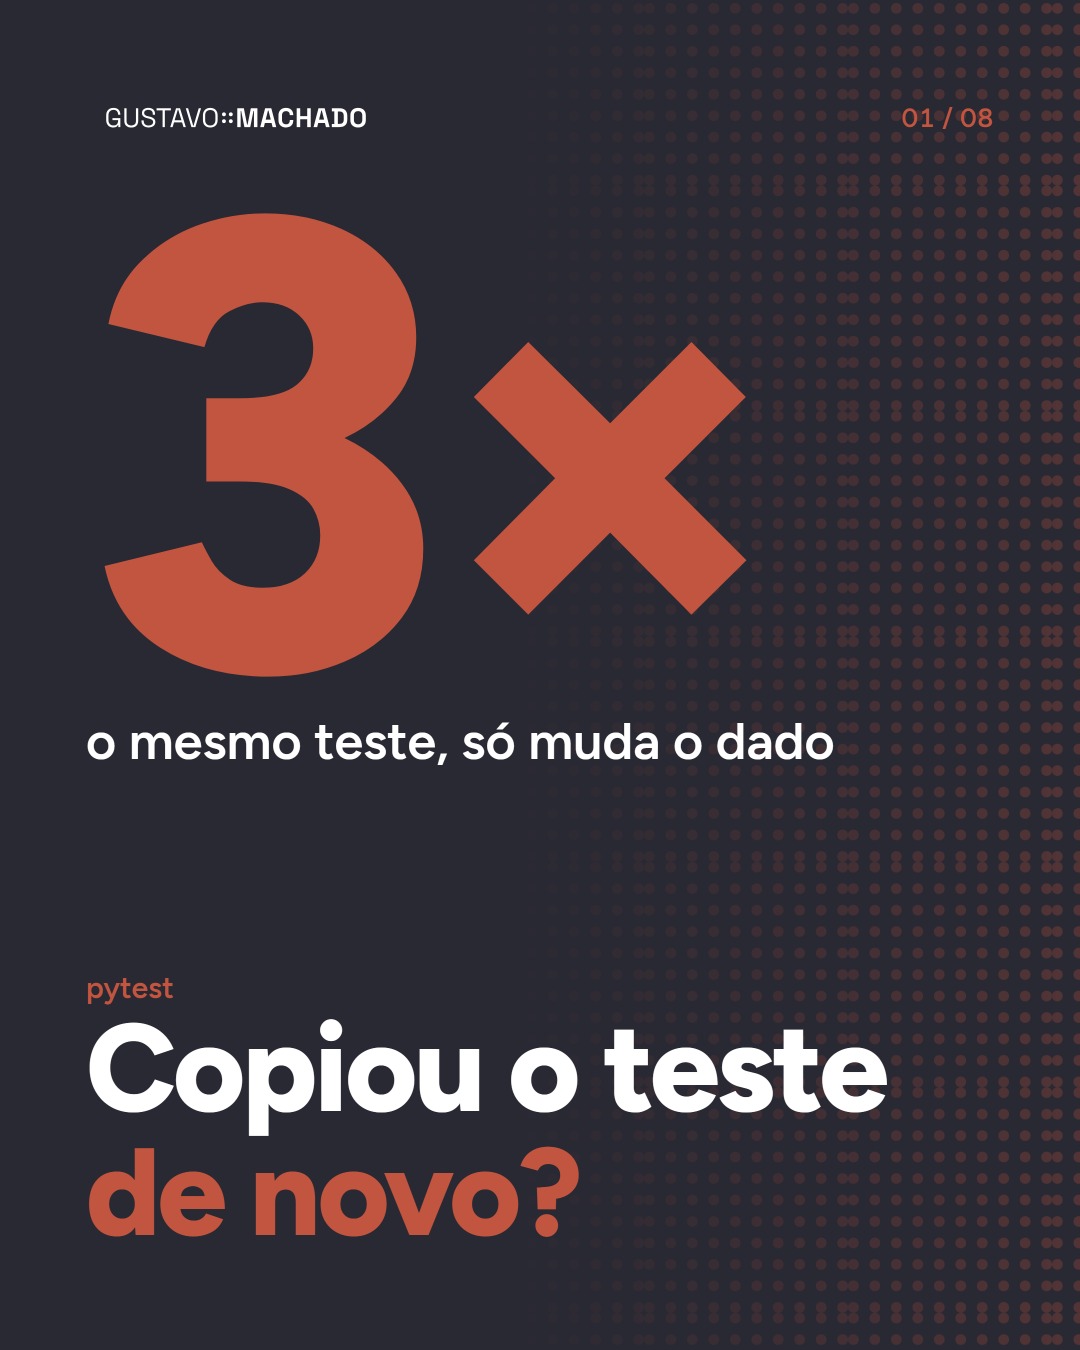 GUSTAVO::MACHADO
01 / 08
3×
o mesmo teste, só muda o dado
pytest
Copiou o teste
de novo?